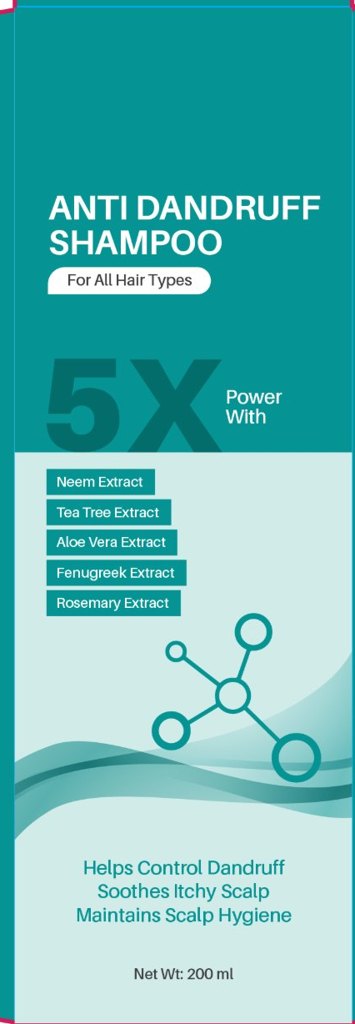 ANTI DANDRUFF
SHAMPOO
For All Hair Types
5X
Power
With
Neem Extract
Tea Tree Extract
Aloe Vera Extract
Fenugreek Extract
Rosemary Extract
Helps Control Dandruff
Soothes Itchy Scalp
Maintains Scalp Hygiene
Net Wt: 200 ml